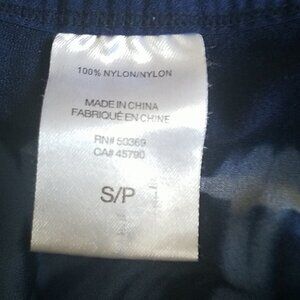 100% NYLON/NYLON
MADE IN CHINA
FABRIQUÉ EN CHINE
RN# 50369
CA# 45790
S/P